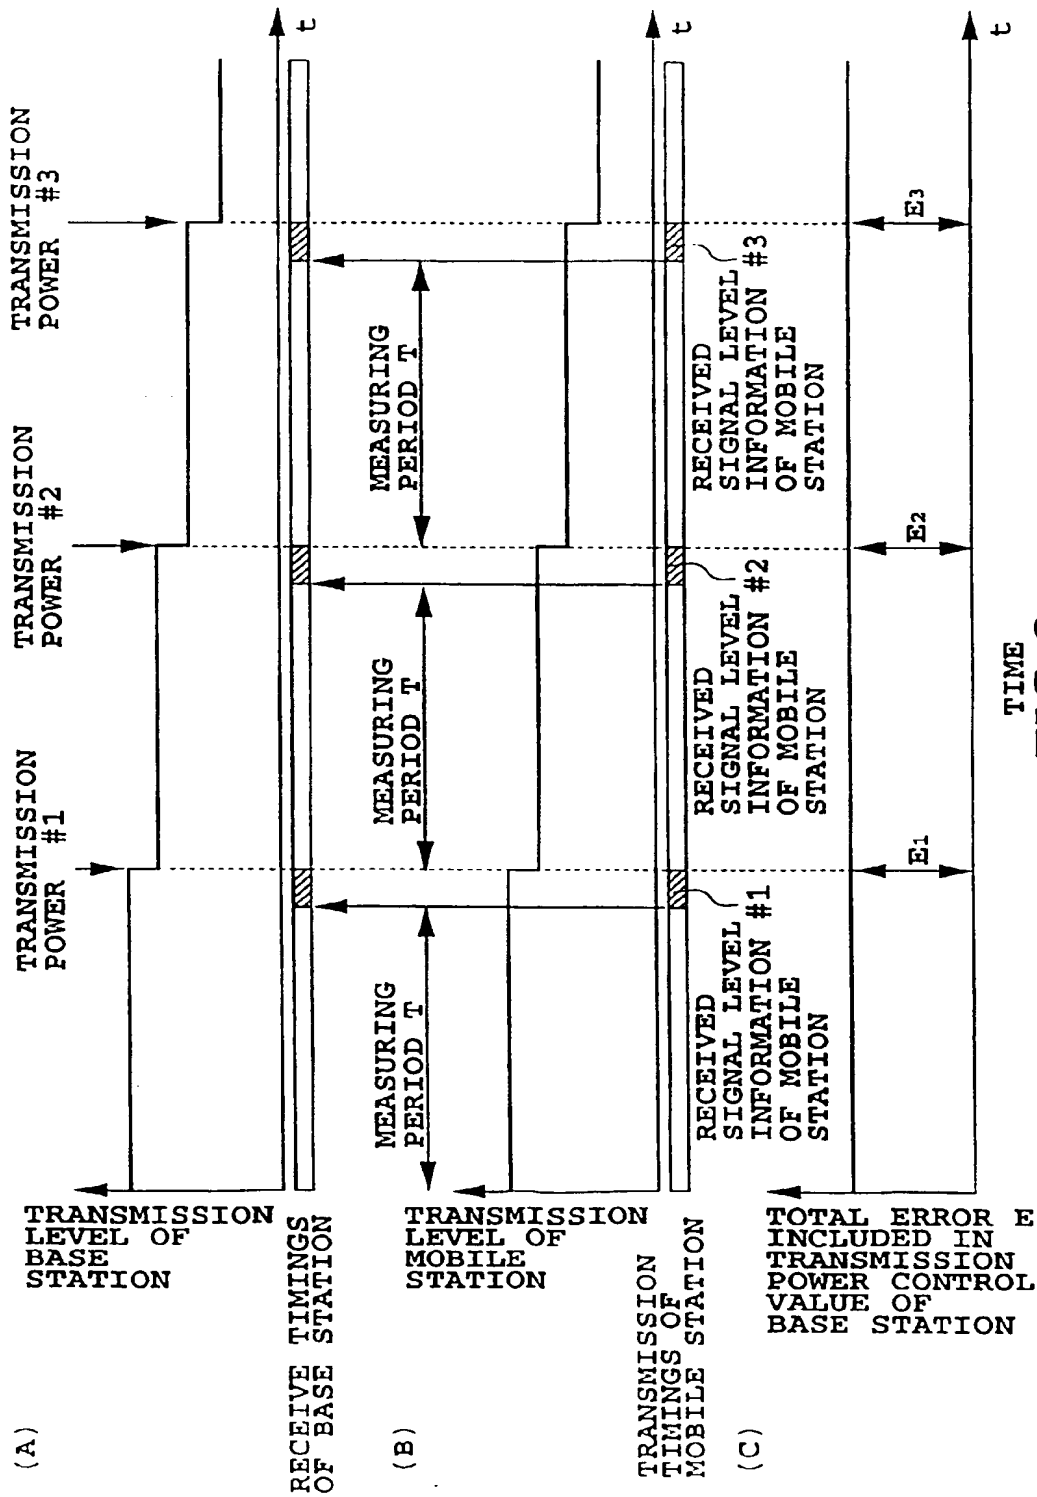 (A)
TRANSMISSION
LEVEL OF
BASE
STATION
TRANSMISSION
POWER #1
TRANSMISSION
POWER #2
TRANSMISSION
POWER #3
t
RECEIVE TIMINGS
OF BASE STATION
(B)
TRANSMISSION
LEVEL OF
MOBILE
STATION
MEASURING
PERIOD T
MEASURING
PERIOD T
MEASURING
PERIOD T
t
TRANSMISSION
TIMINGS OF
MOBILE STATION
RECEIVED
SIGNAL LEVEL
INFORMATION #1
OF MOBILE
STATION
RECEIVED
SIGNAL LEVEL
INFORMATION #2
OF MOBILE
STATION
RECEIVED
SIGNAL LEVEL
INFORMATION #3
OF MOBILE
STATION
(C)
TOTAL ERROR E
INCLUDED IN
TRANSMISSION
POWER CONTROL
VALUE OF
BASE STATION
E1
E2
E3
t
TIME